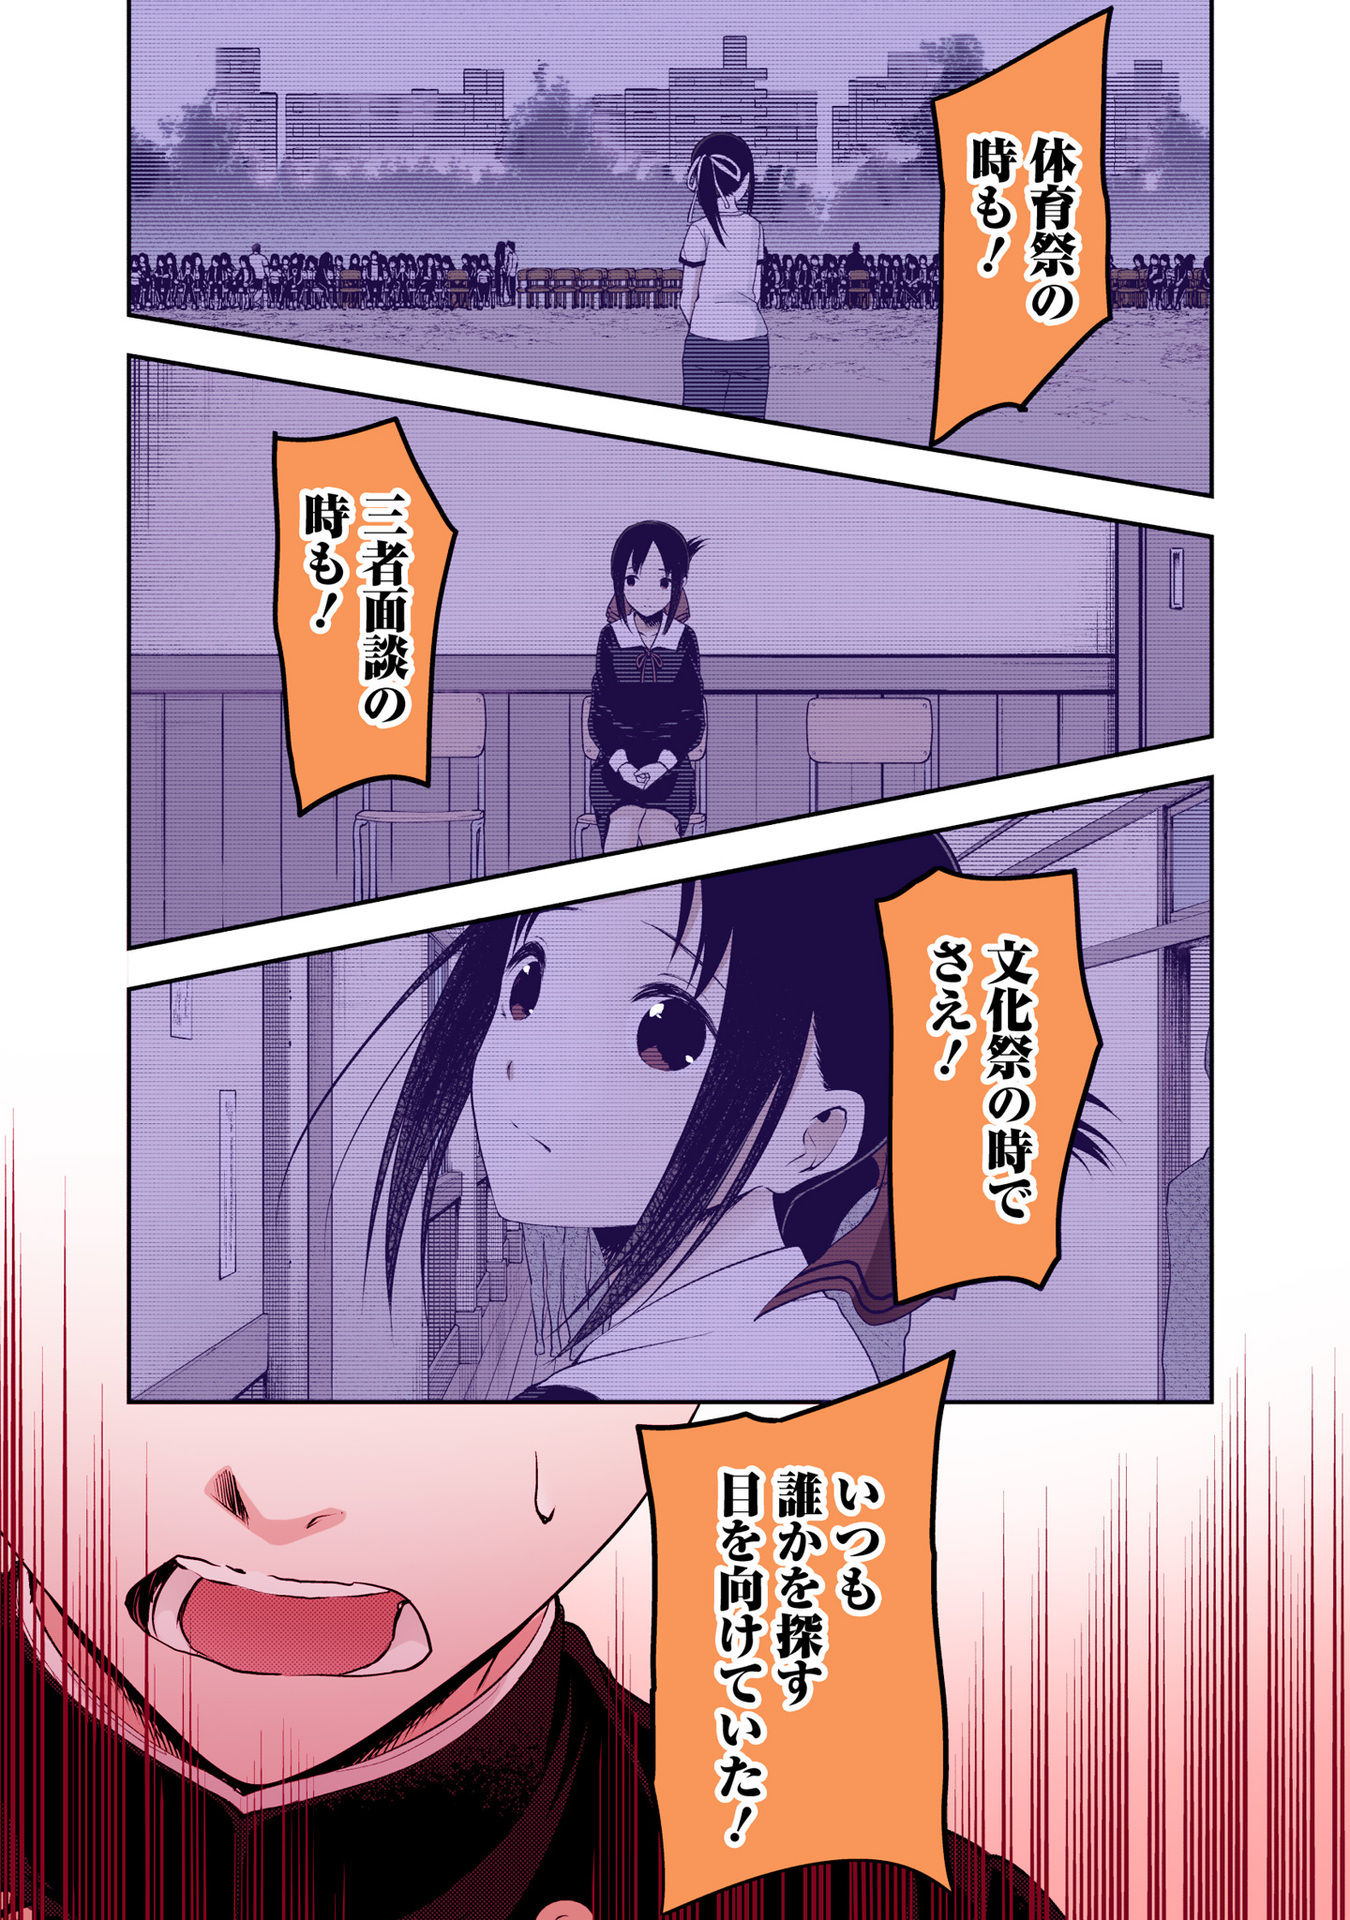 体育祭の
時も！
三者面談の
時も！
文化祭の時で
さえ！
いつも
誰かを探す
目を向けていた！